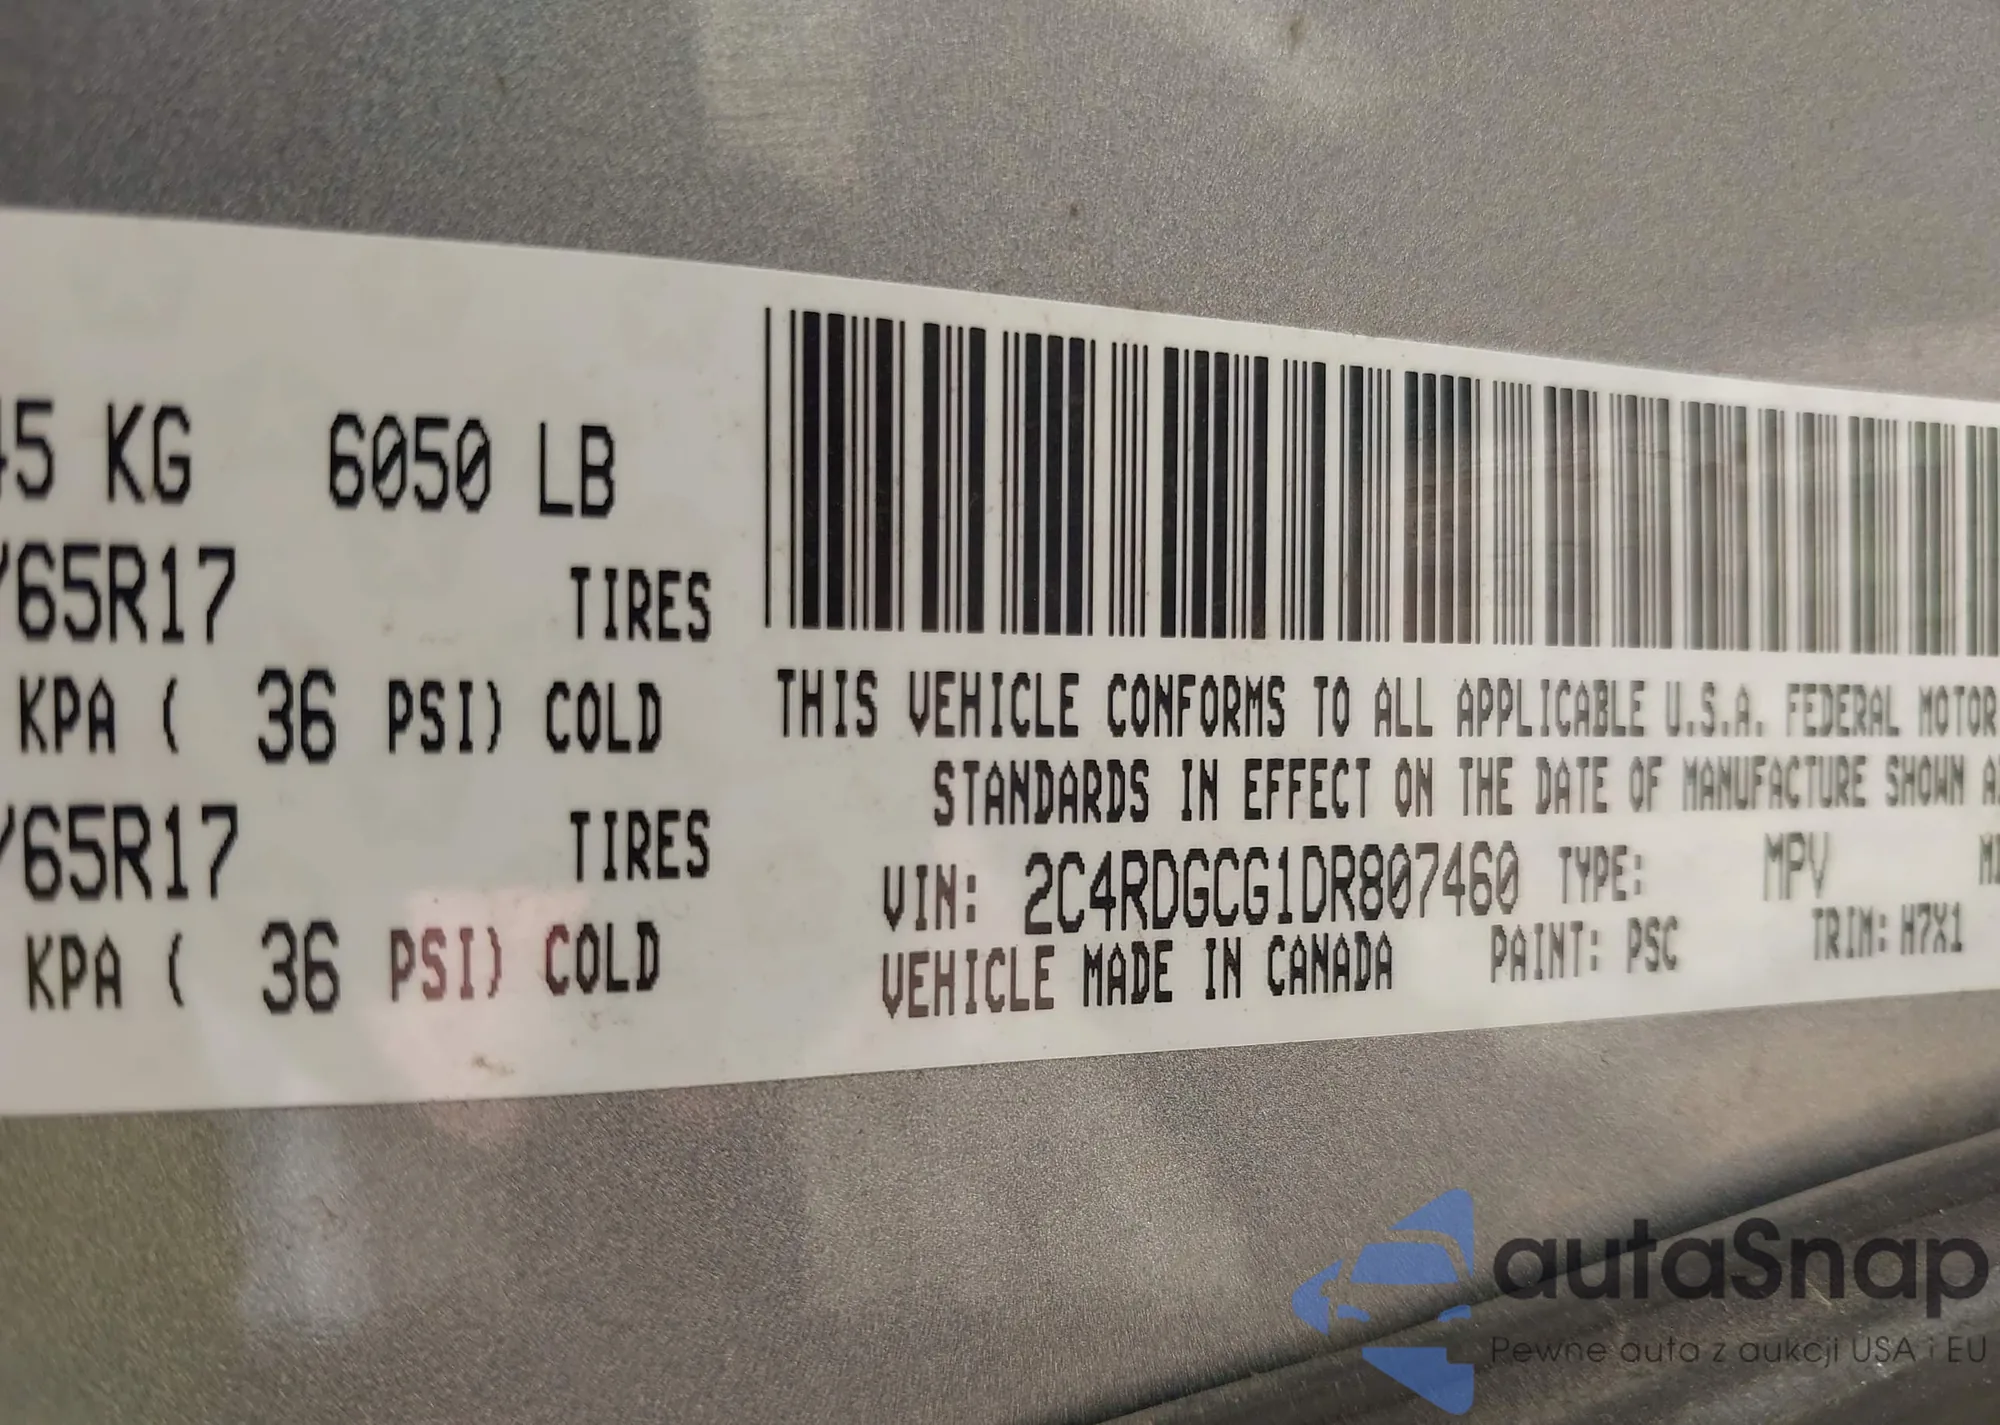 45 KG 6050 LB
/65R17 TIRES
KPA ( 36 PSI) COLD
/65R17 TIRES
KPA ( 36 PSI) COLD
THIS VEHICLE CONFORMS TO ALL APPLICABLE U.S.A. FEDERAL MOTOR
STANDARDS IN EFFECT ON THE DATE OF MANUFACTURE SHOWN
VIN: 2C4RDGCG1DR807460 TYPE: MPV
VEHICLE MADE IN CANADA PAINT: PSC TRIM: H7X1
autaSnap
Pewne auta z aukcji USA i EU